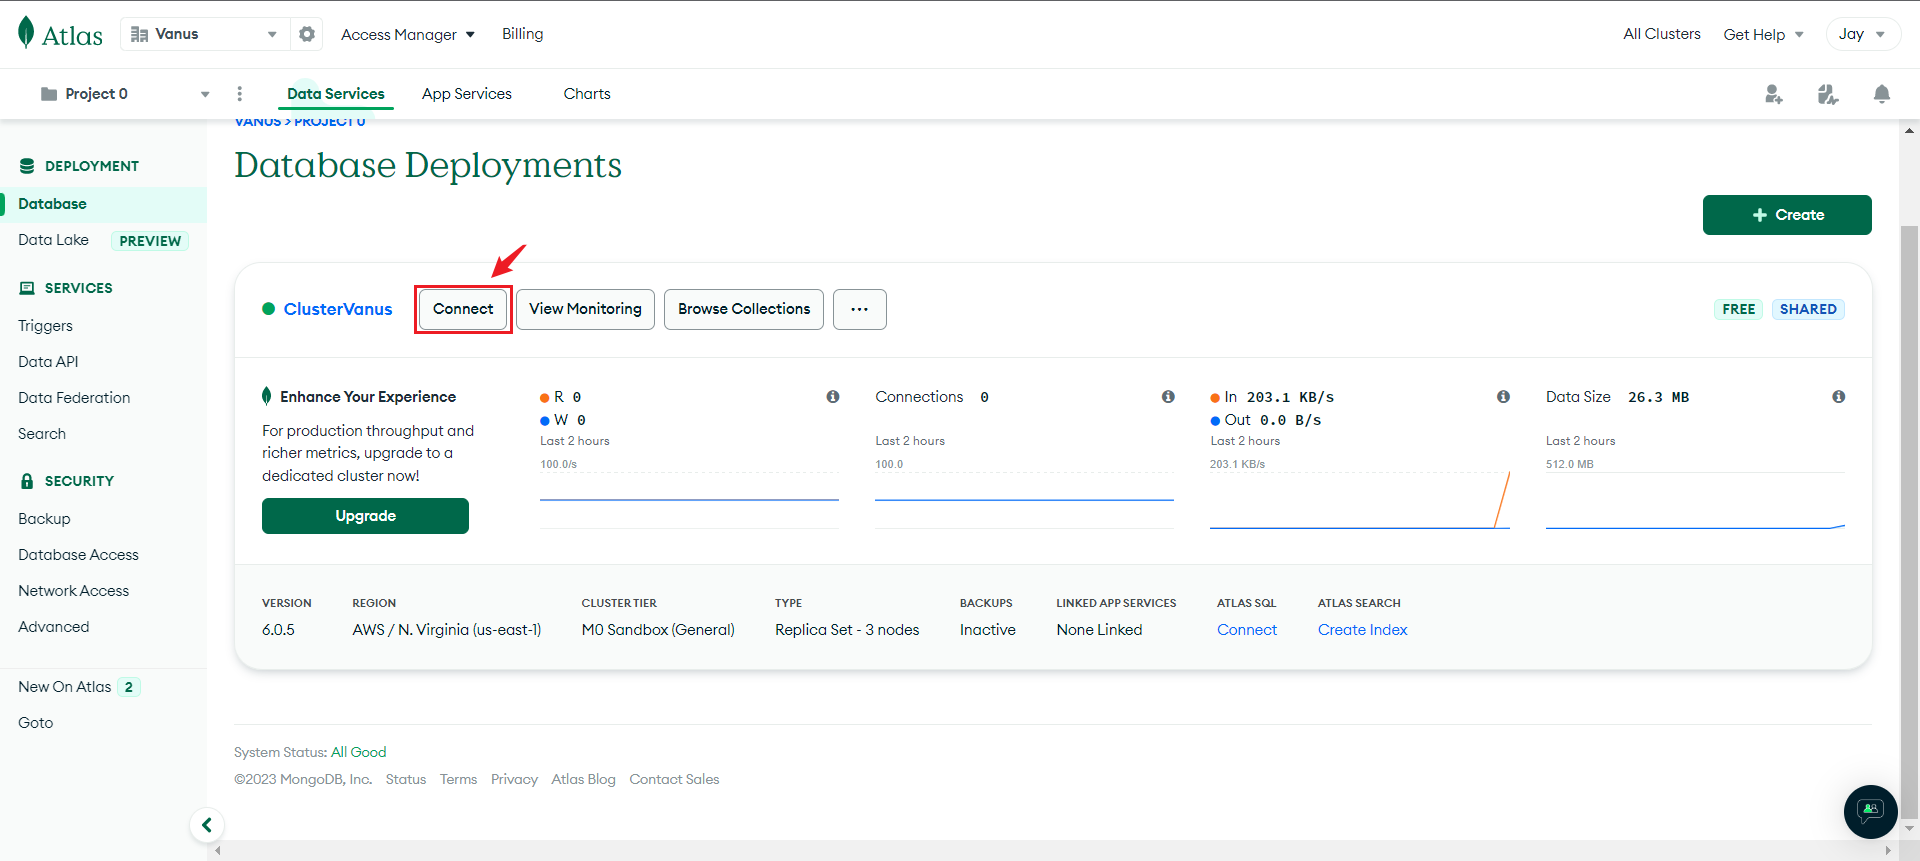 Atlas
Vanus
Access Manager
Billing
All Clusters
Get Help
Jay
Project 0
Data Services
App Services
Charts
VANUS > PROJECT 0
Database Deployments
DEPLOYMENT
Database
Data Lake PREVIEW
SERVICES
Triggers
Data API
Data Federation
Search
SECURITY
Backup
Database Access
Network Access
Advanced
New On Atlas 2
Goto
+ Create
ClusterVanus
Connect
View Monitoring
Browse Collections
...
FREE
SHARED
Enhance Your Experience
For production throughput and
richer metrics, upgrade to a
dedicated cluster now!
Upgrade
R 0
W 0
Last 2 hours
100.0/s
Connections 0
Last 2 hours
100.0
In 203.1 KB/s
Out 0.0 B/s
Last 2 hours
203.1 KB/s
Data Size 26.3 MB
Last 2 hours
512.0 MB
VERSION
6.0.5
REGION
AWS / N. Virginia (us-east-1)
CLUSTER TIER
M0 Sandbox (General)
TYPE
Replica Set - 3 nodes
BACKUPS
Inactive
LINKED APP SERVICES
None Linked
ATLAS SQL
Connect
ATLAS SEARCH
Create Index
System Status: All Good
©2023 MongoDB, Inc. Status Terms Privacy Atlas Blog Contact Sales